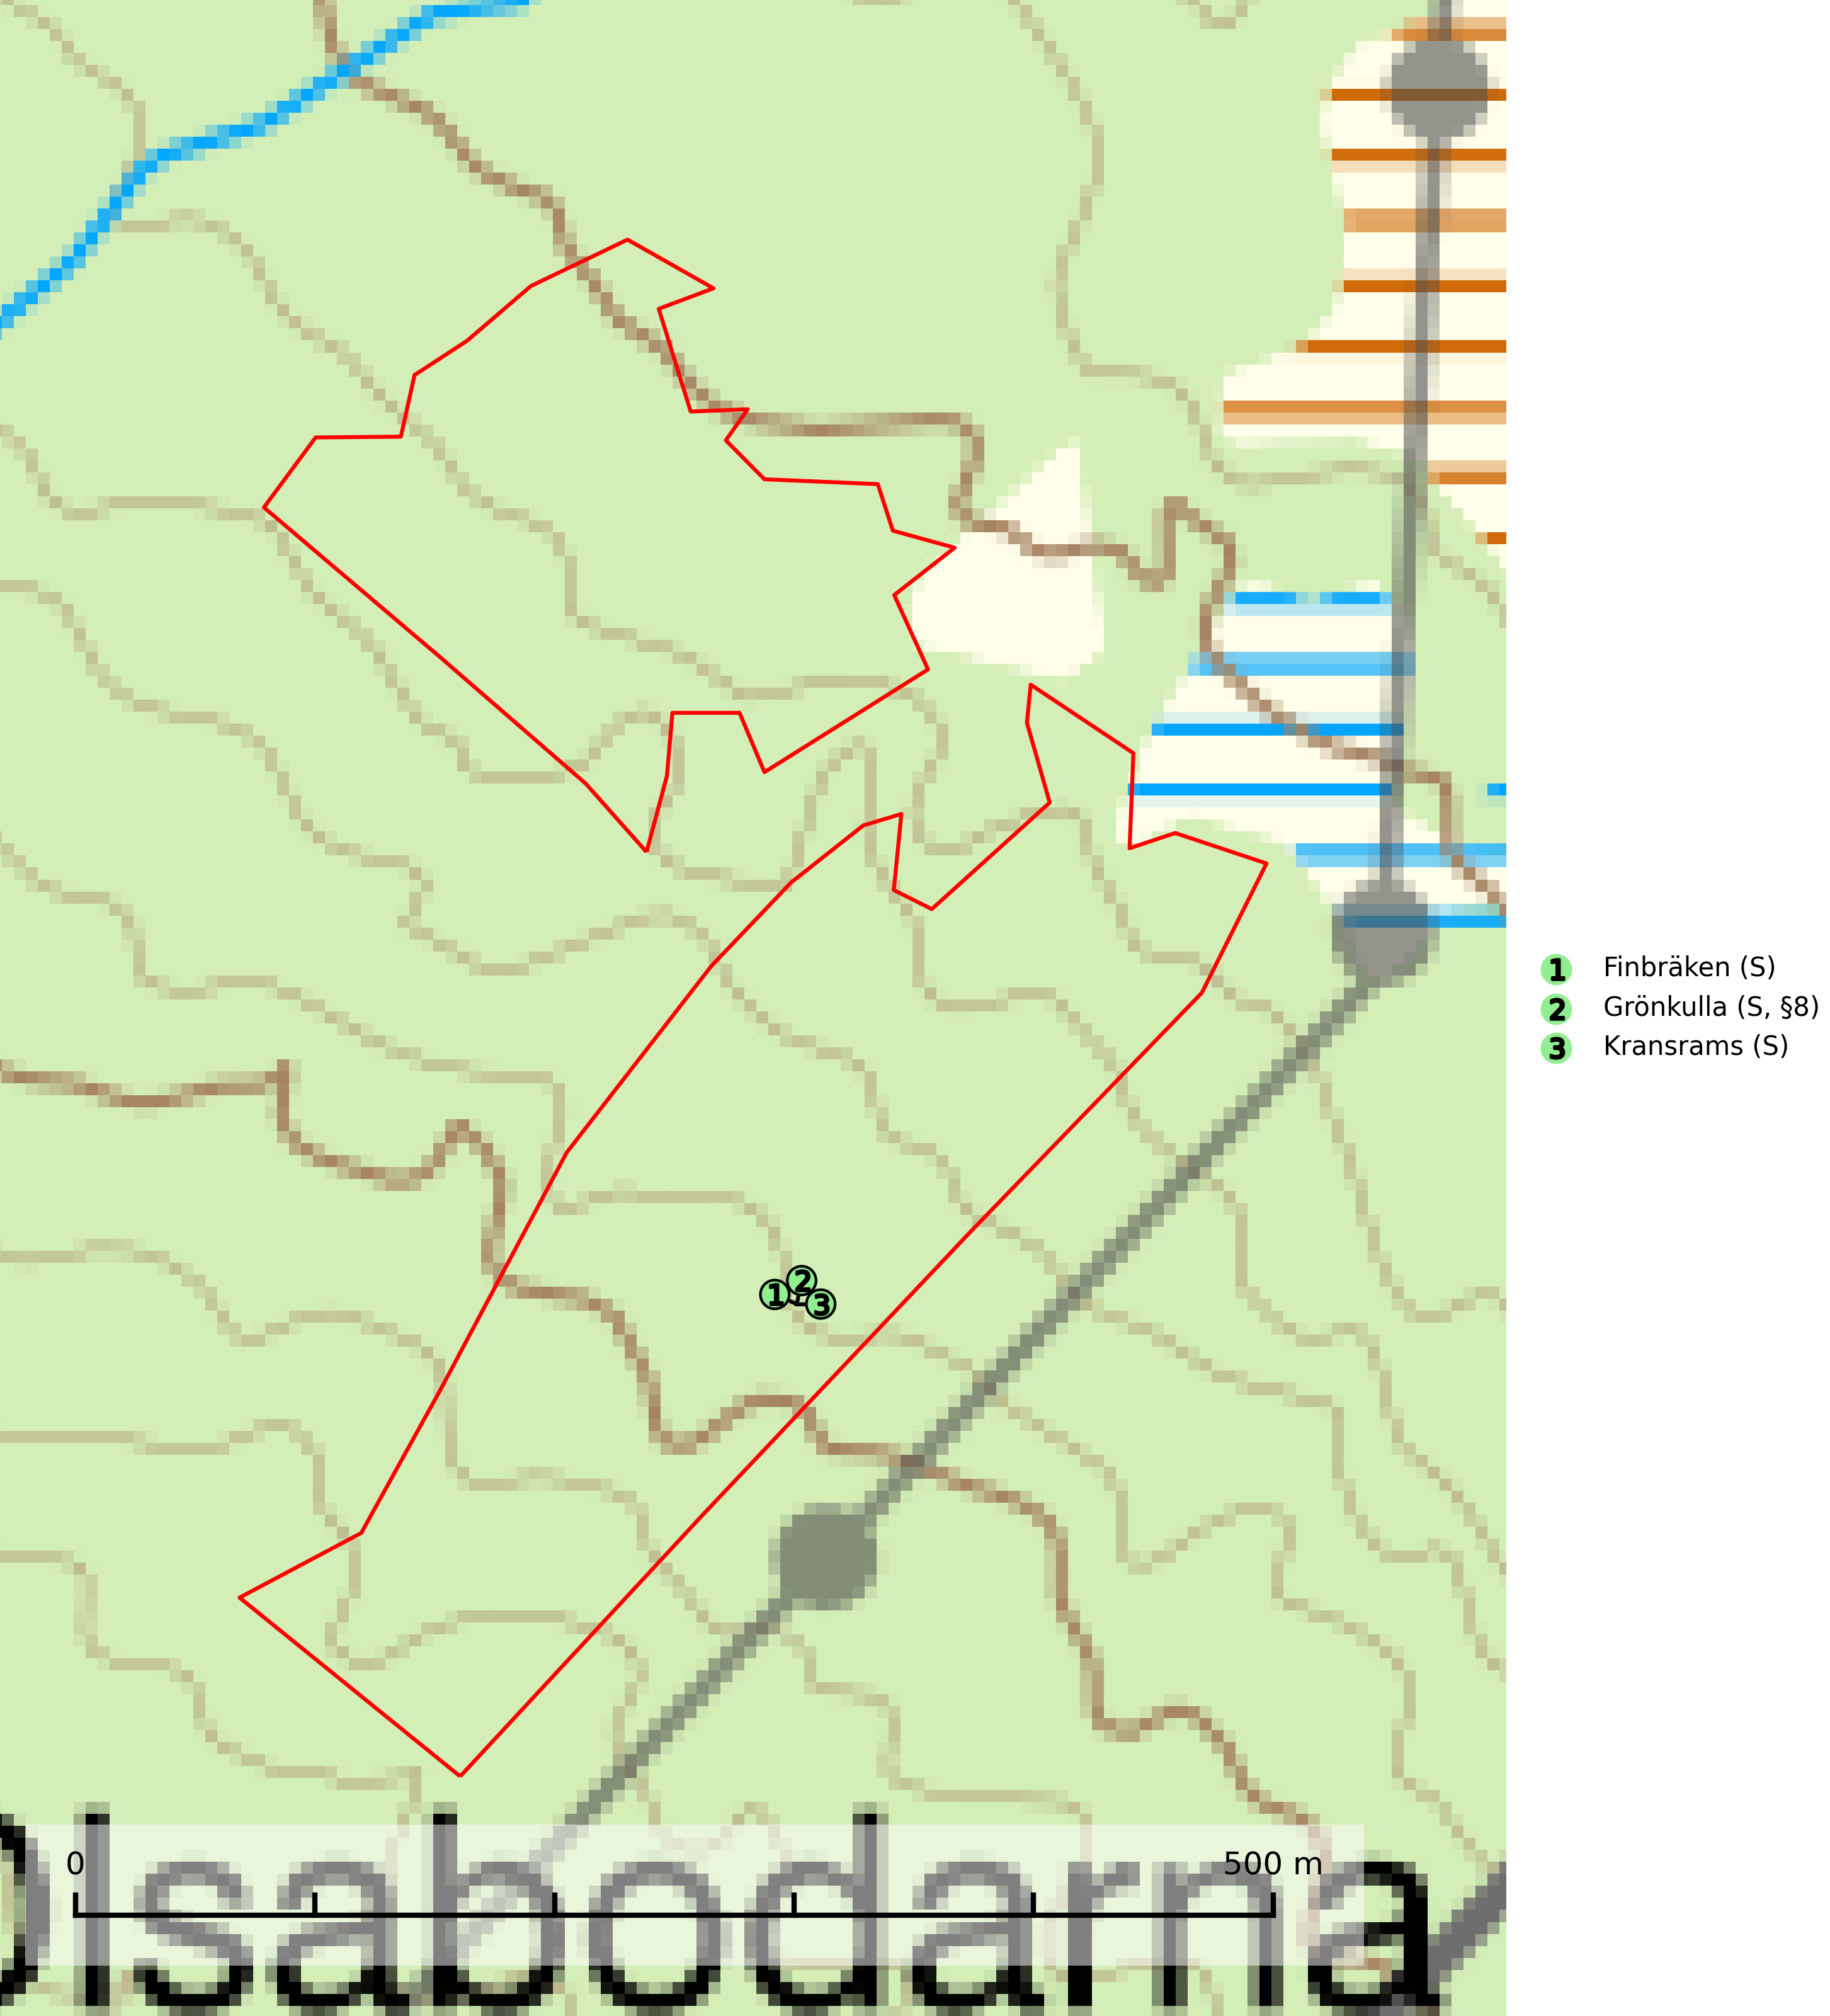 1 Finbräken (S)
2 Grönkulla (S, §8)
3 Kransrams (S)
2
1
3
0 500 m
lsabodarna